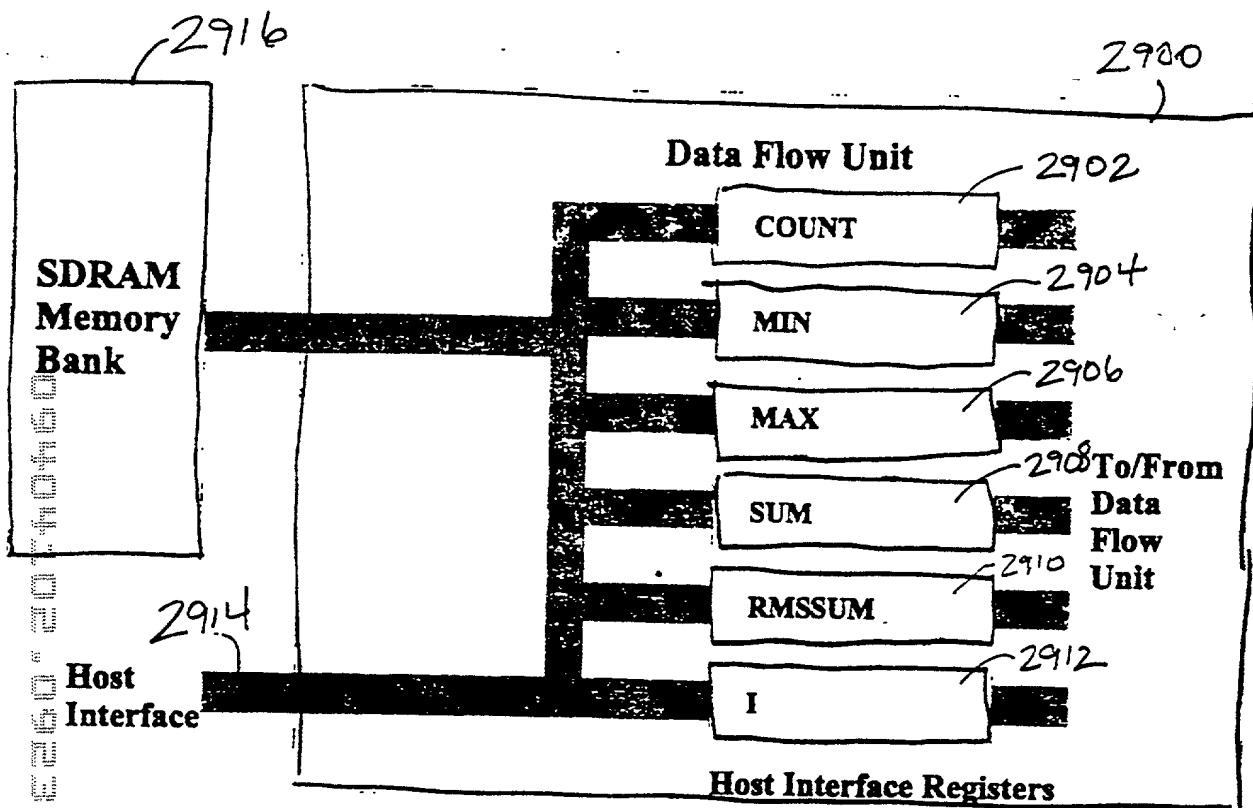 2916
2900
Data Flow Unit
2902
COUNT
SDRAM
Memory
Bank
2904
MIN
2906
MAX
2908
To/From
Data
Flow
Unit
SUM
2910
RMSSUM
2914
2912
Host
Interface
I
Host Interface Registers